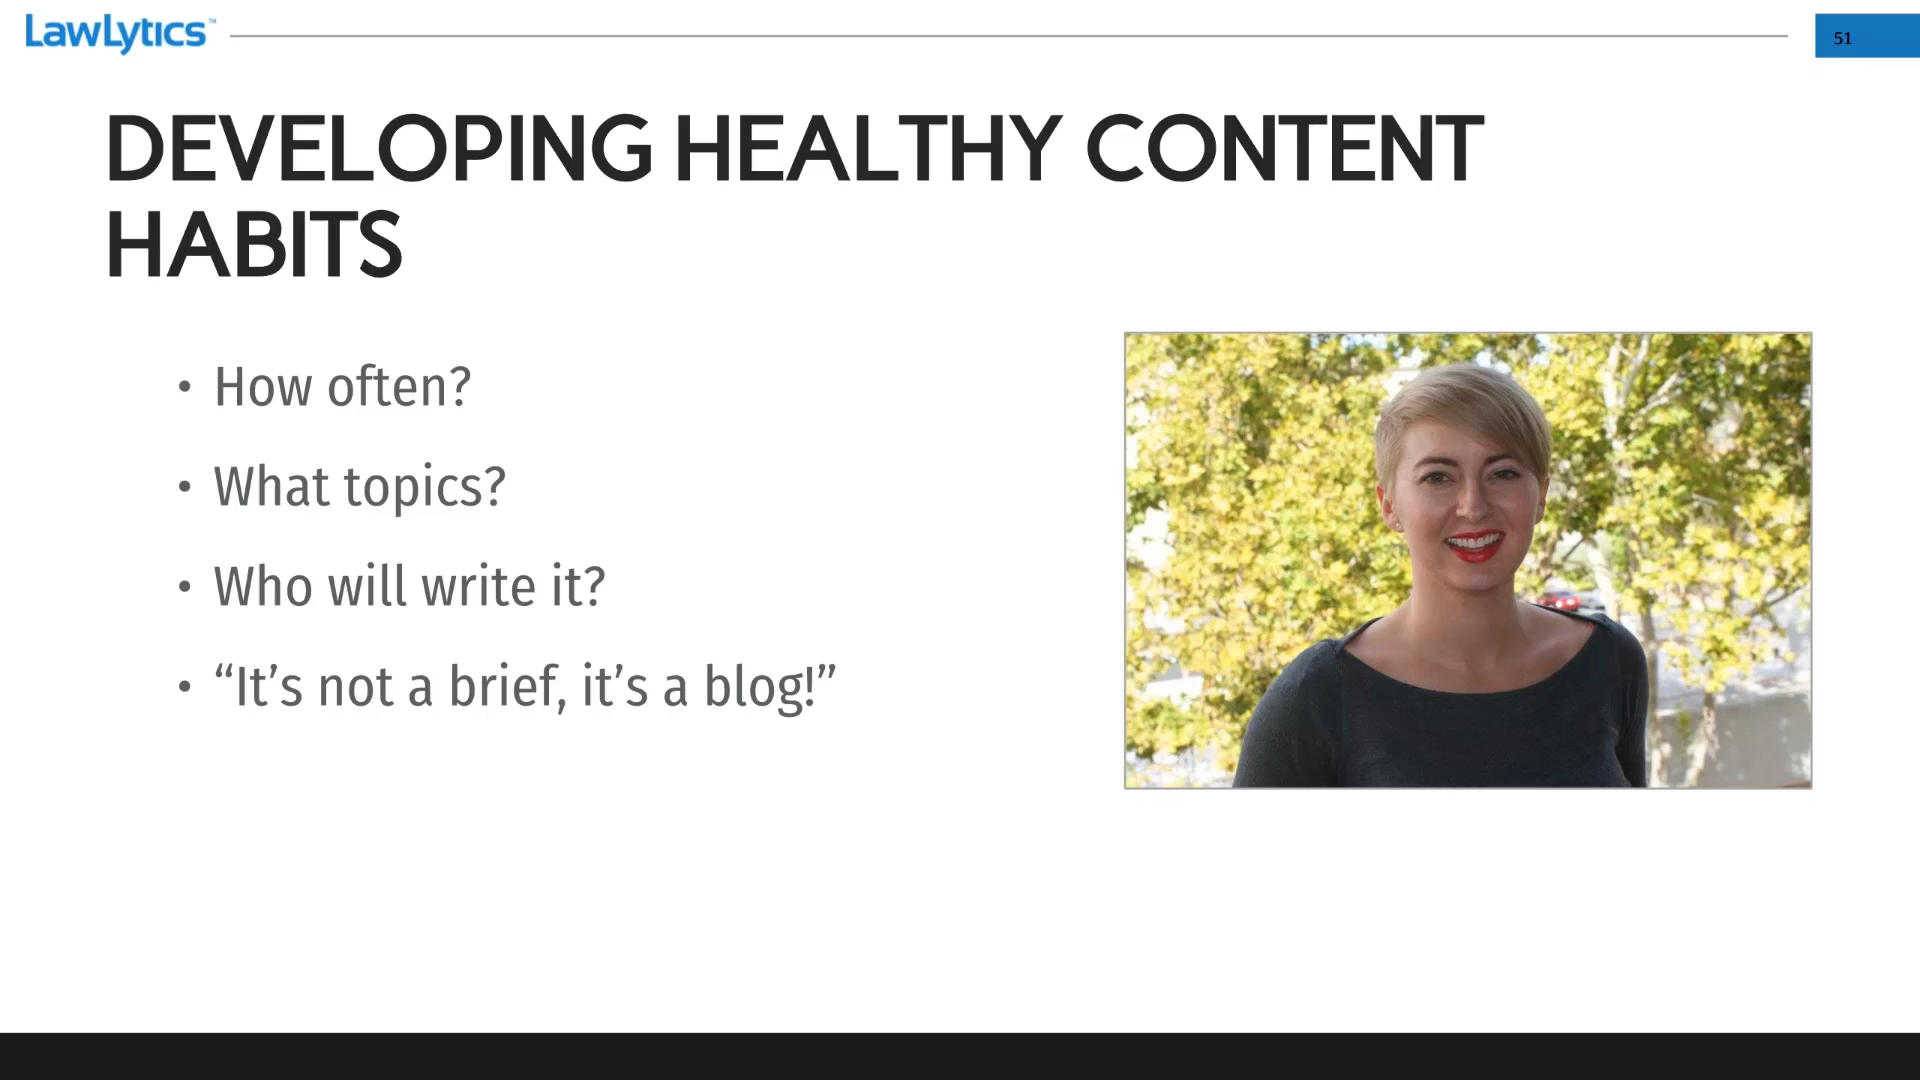 LawLytics™
51
DEVELOPING HEALTHY CONTENT
HABITS
• How often?
• What topics?
• Who will write it?
• “It’s not a brief, it’s a blog!”